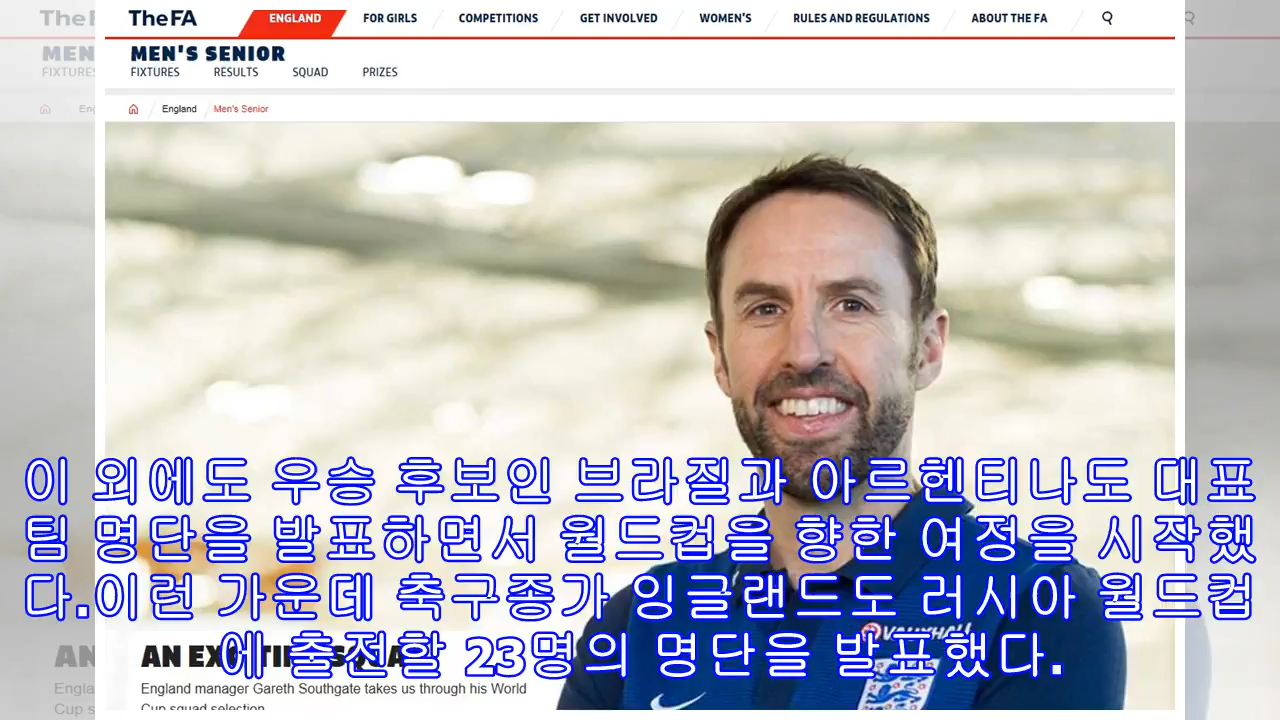 TheFA
ENGLAND FOR GIRLS COMPETITIONS GET INVOLVED WOMEN'S RULES AND REGULATIONS ABOUT THE FA
MEN'S SENIOR
FIXTURES RESULTS SQUAD PRIZES
England Men's Senior
이 외에도 우승 후보인 브라질과 아르헨티나도 대표
팀 명단을 발표하면서 월드컵을 향한 여정을 시작했
다.이런 가운데 축구종가 잉글랜드도 러시아 월드컵
에 출전할 23명의 명단을 발표했다.
VAUXHALL
AN EXCITING SQUAD
England manager Gareth Southgate takes us through his World
Cup squad selection